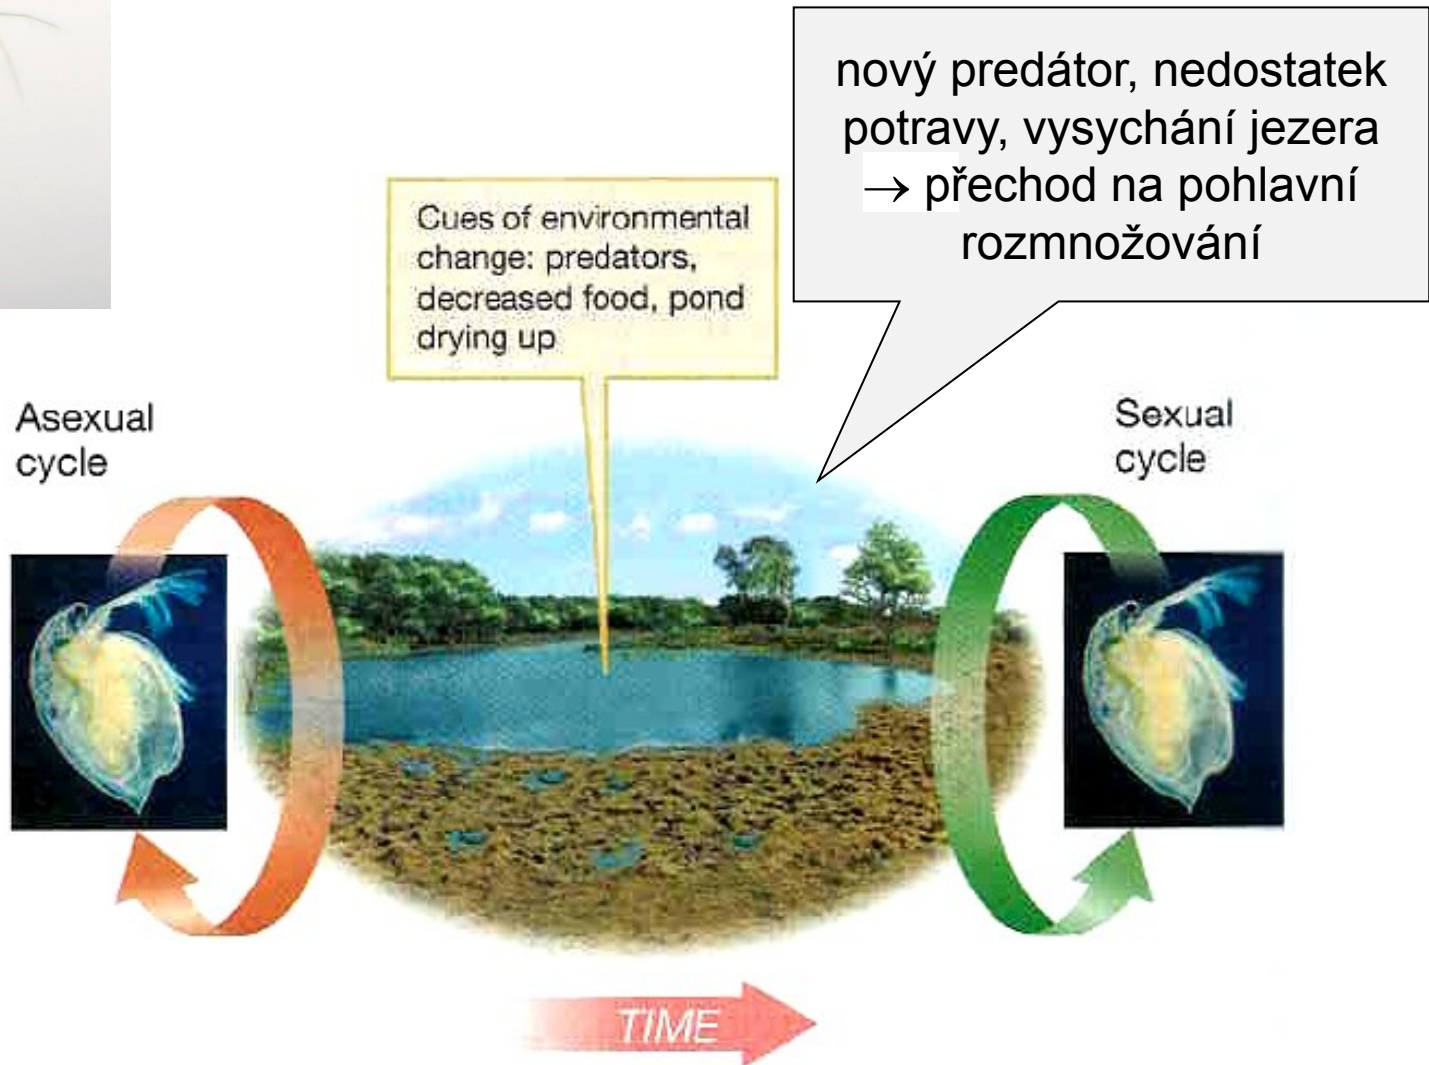 nový predátor, nedostatek
potravy, vysychání jezera
→ přechod na pohlavní
rozmnožování
Cues of environmental
change: predators,
decreased food, pond
drying up
Asexual
cycle
Sexual
cycle
TIME